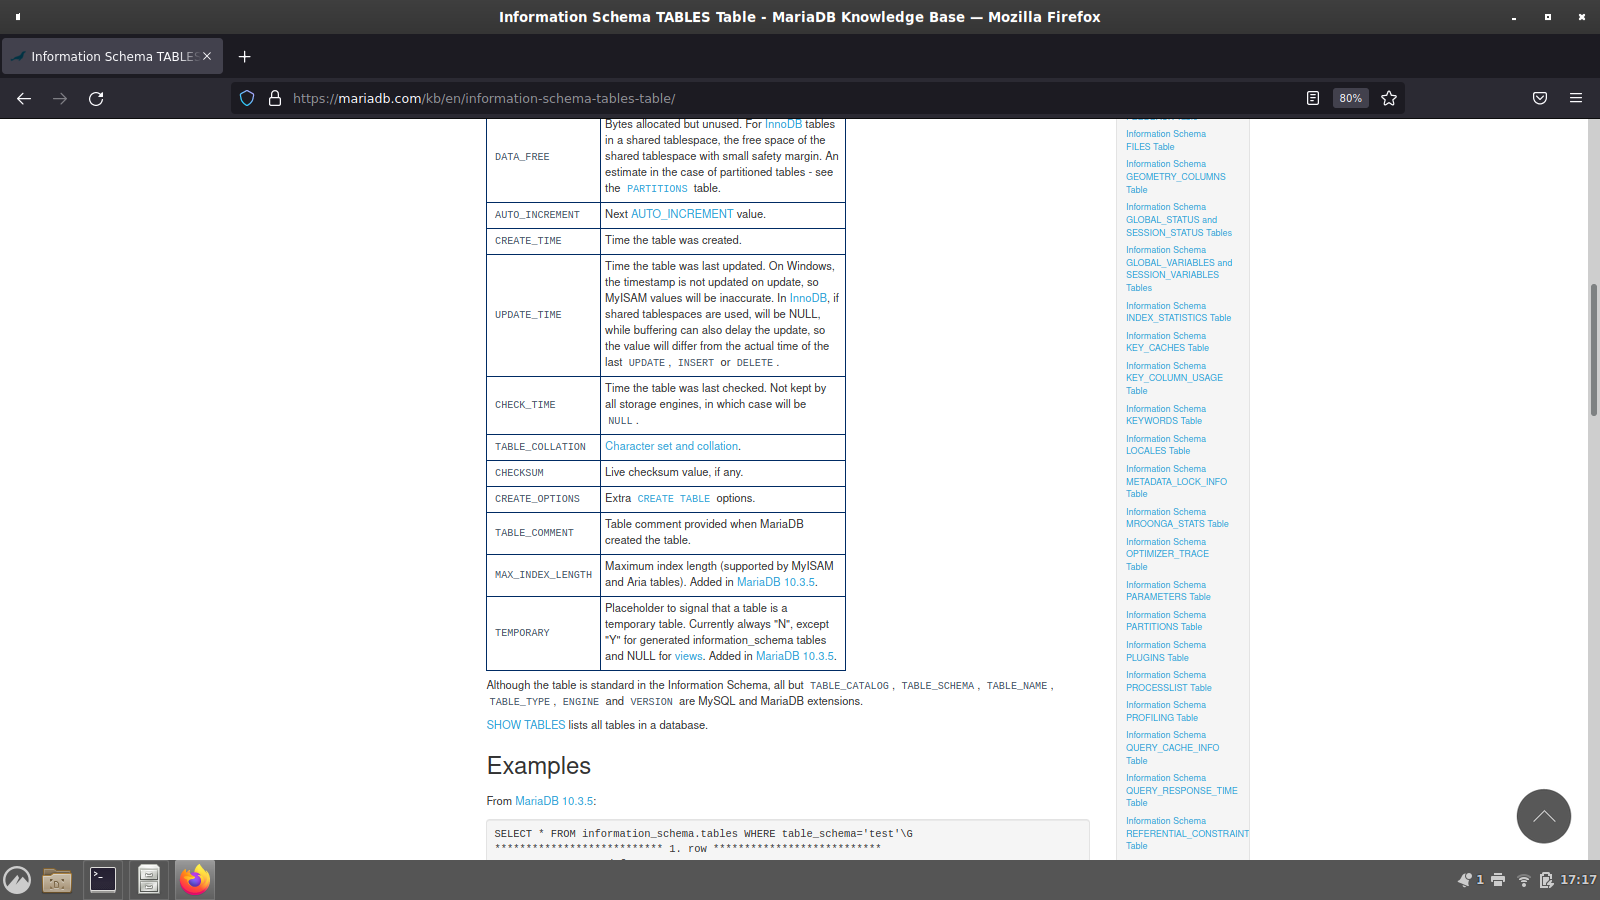 Information Schema TABLES Table - MariaDB Knowledge Base — Mozilla Firefox
Information Schema TABLES
https://mariadb.com/kb/en/information-schema-tables-table/
80%
DATA_FREE
Bytes allocated but unused. For InnoDB tables
in a shared tablespace, the free space of the
shared tablespace with small safety margin. An
estimate in the case of partitioned tables - see
the PARTITIONS table.
AUTO_INCREMENT
Next AUTO_INCREMENT value.
CREATE_TIME
Time the table was created.
UPDATE_TIME
Time the table was last updated. On Windows,
the timestamp is not updated on update, so
MyISAM values will be inaccurate. In InnoDB, if
shared tablespaces are used, will be NULL,
while buffering can also delay the update, so
the value will differ from the actual time of the
last UPDATE, INSERT or DELETE.
CHECK_TIME
Time the table was last checked. Not kept by
all storage engines, in which case will be
NULL.
TABLE_COLLATION
Character set and collation.
CHECKSUM
Live checksum value, if any.
CREATE_OPTIONS
Extra CREATE TABLE options.
TABLE_COMMENT
Table comment provided when MariaDB
created the table.
MAX_INDEX_LENGTH
Maximum index length (supported by MyISAM
and Aria tables). Added in MariaDB 10.3.5.
TEMPORARY
Placeholder to signal that a table is a
temporary table. Currently always "N", except
"Y" for generated information_schema tables
and NULL for views. Added in MariaDB 10.3.5.
Although the table is standard in the Information Schema, all but TABLE_CATALOG, TABLE_SCHEMA, TABLE_NAME,
TABLE_TYPE, ENGINE and VERSION are MySQL and MariaDB extensions.
SHOW TABLES lists all tables in a database.
Examples
From MariaDB 10.3.5:
SELECT * FROM information_schema.tables WHERE table_schema='test'\G
*************************** 1. row ***************************
Information Schema
FILES Table
Information Schema
GEOMETRY_COLUMNS
Table
Information Schema
GLOBAL_STATUS and
SESSION_STATUS Tables
Information Schema
GLOBAL_VARIABLES and
SESSION_VARIABLES
Tables
Information Schema
INDEX_STATISTICS Table
Information Schema
KEY_CACHES Table
Information Schema
KEY_COLUMN_USAGE
Table
Information Schema
KEYWORDS Table
Information Schema
LOCALES Table
Information Schema
METADATA_LOCK_INFO
Table
Information Schema
MROONGA_STATS Table
Information Schema
OPTIMIZER_TRACE
Table
Information Schema
PARAMETERS Table
Information Schema
PARTITIONS Table
Information Schema
PLUGINS Table
Information Schema
PROCESSLIST Table
Information Schema
PROFILING Table
Information Schema
QUERY_CACHE_INFO
Table
Information Schema
QUERY_RESPONSE_TIME
Table
Information Schema
REFERENTIAL_CONSTRAINT
Table
1
17:17